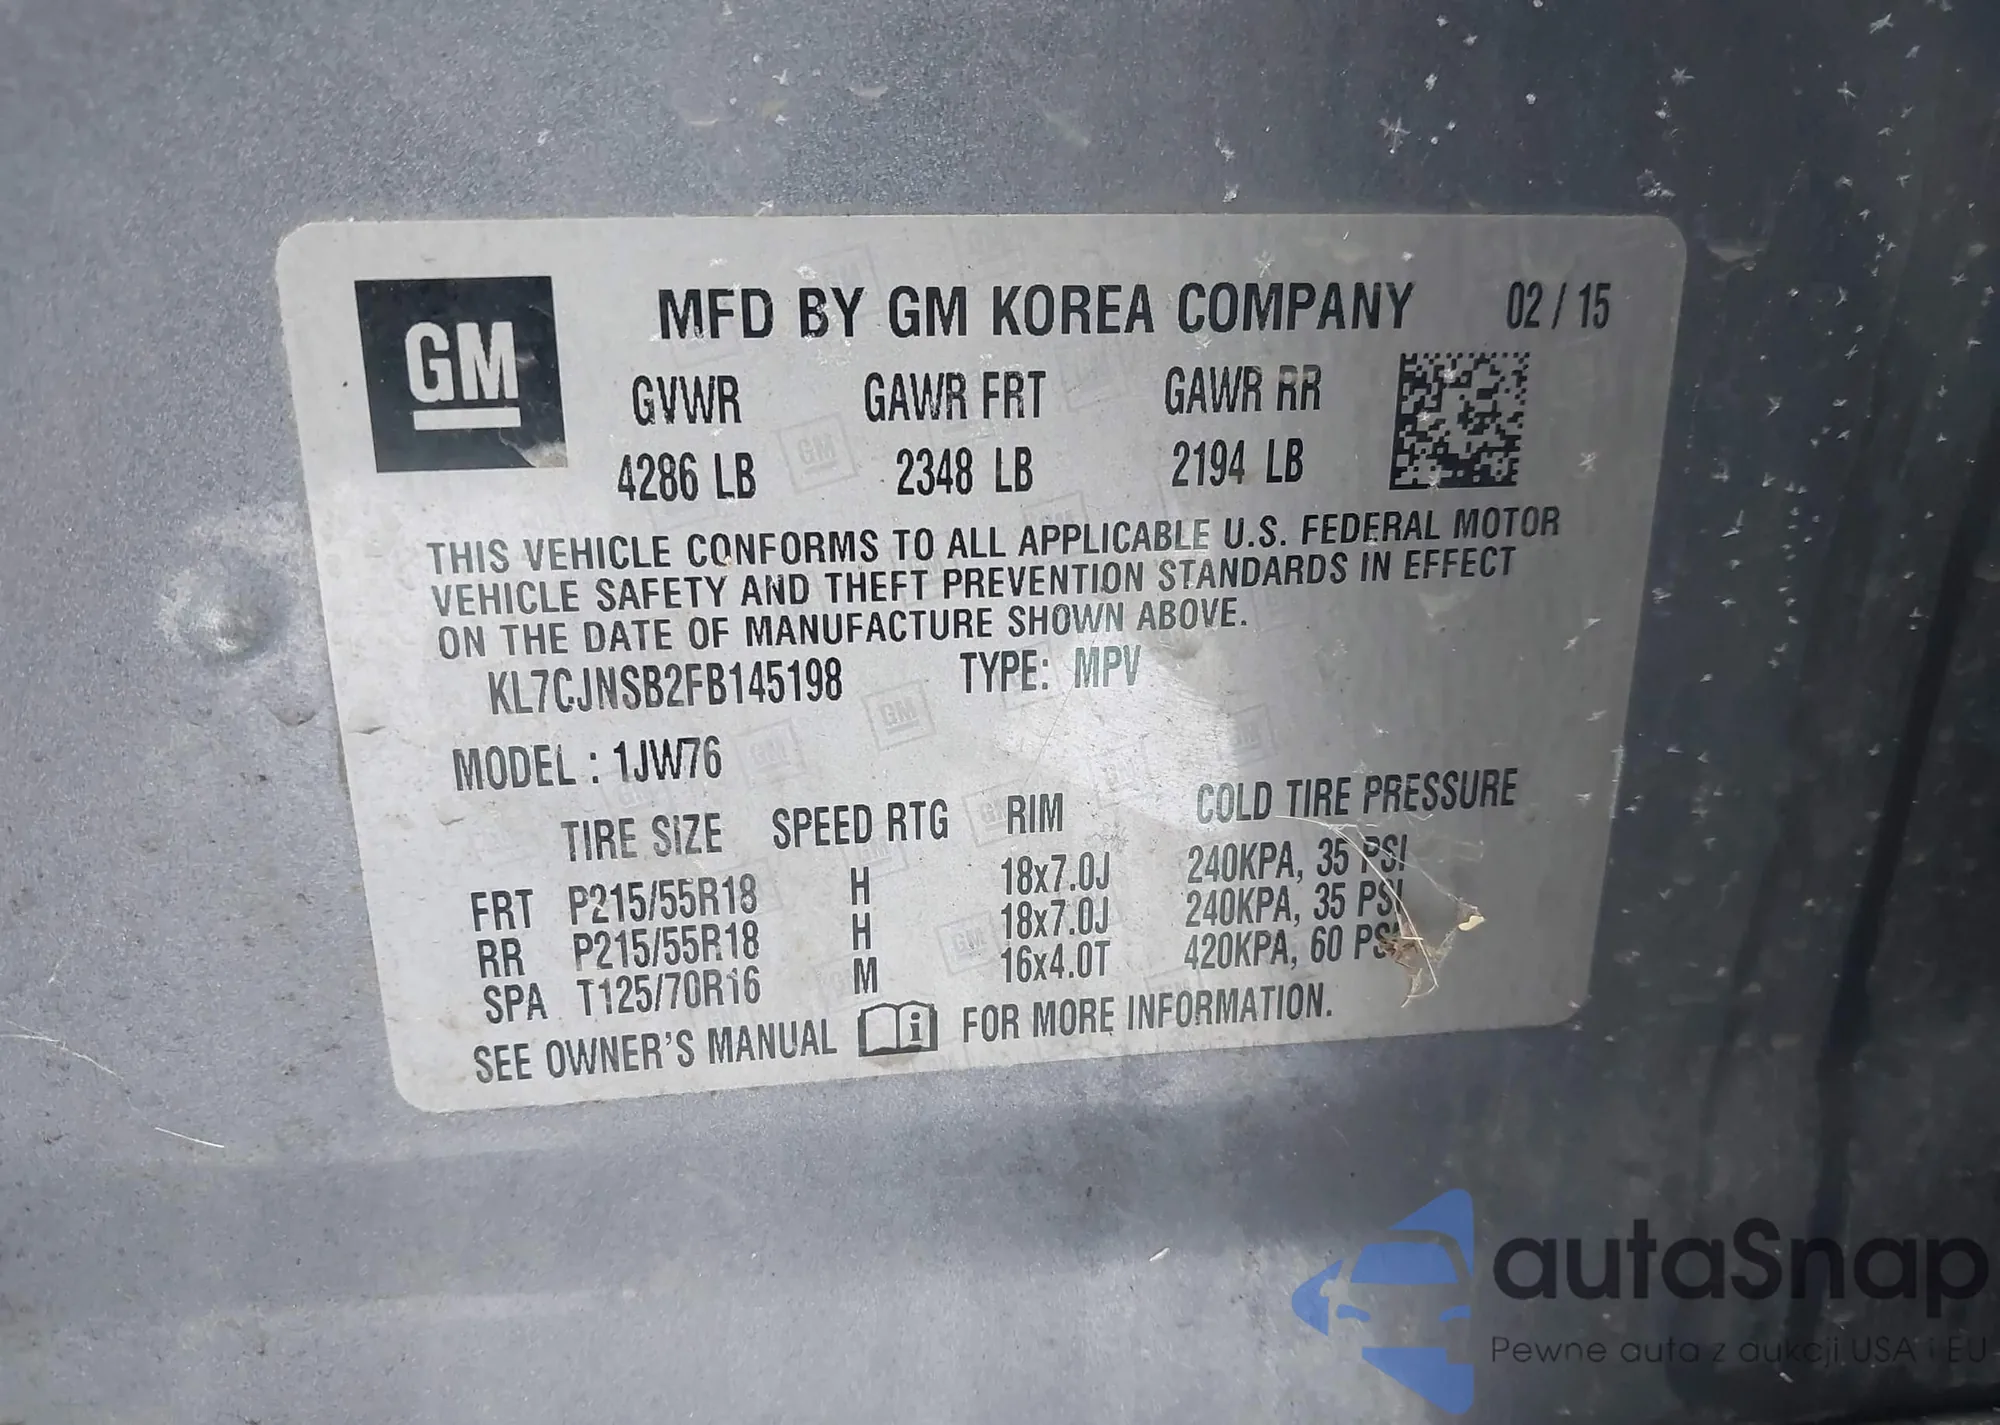 GM
MFD BY GM KOREA COMPANY 02 / 15
GVWR GAWR FRT GAWR RR
4286 LB 2348 LB 2194 LB
THIS VEHICLE CONFORMS TO ALL APPLICABLE U.S. FEDERAL MOTOR
VEHICLE SAFETY AND THEFT PREVENTION STANDARDS IN EFFECT
ON THE DATE OF MANUFACTURE SHOWN ABOVE.
KL7CJNSB2FB145198 TYPE: MPV
MODEL : 1JW76
TIRE SIZE SPEED RTG RIM COLD TIRE PRESSURE
FRT P215/55R18 H 18x7.0J 240KPA, 35 PSI
RR P215/55R18 H 18x7.0J 240KPA, 35 PSI
SPA T125/70R16 M 16x4.0T 420KPA, 60 PSI
SEE OWNER'S MANUAL i FOR MORE INFORMATION.
autaSnap
Pewne auta z aukcji USA i EU